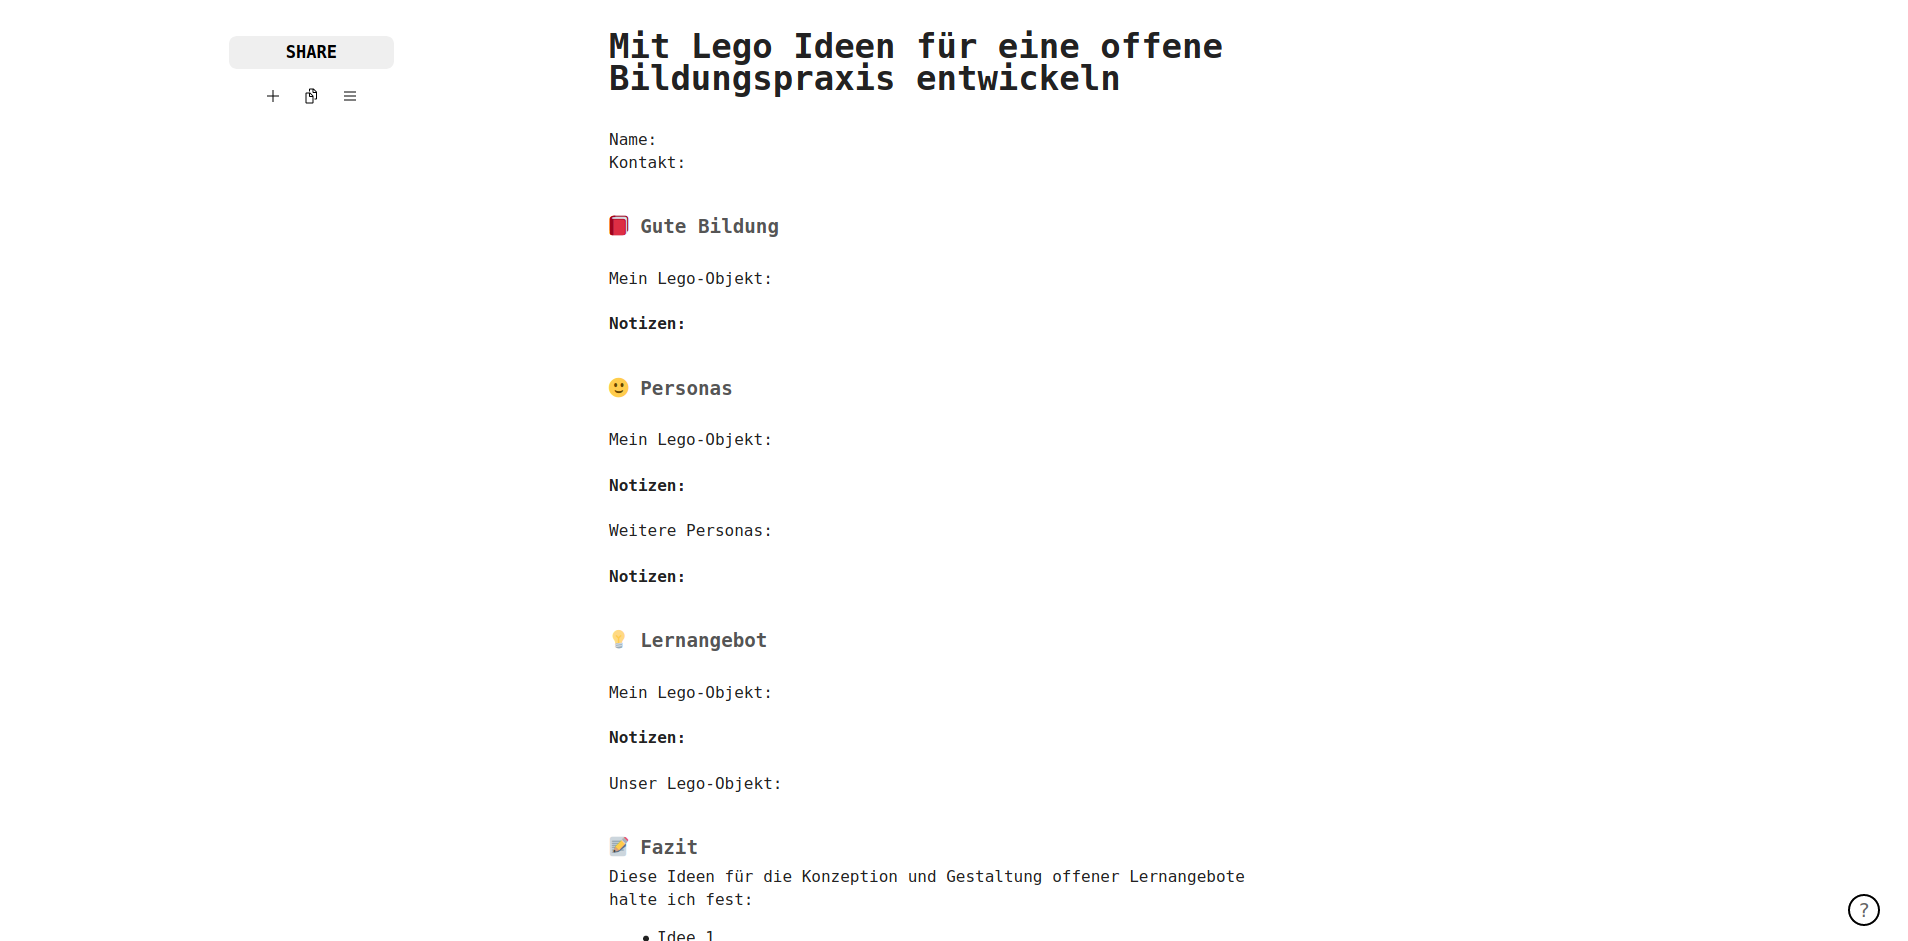 SHARE
Mit Lego Ideen für eine offene
Bildungspraxis entwickeln
Name:
Kontakt:
📕 Gute Bildung
Mein Lego-Objekt:
Notizen:
🙂 Personas
Mein Lego-Objekt:
Notizen:
Weitere Personas:
Notizen:
💡 Lernangebot
Mein Lego-Objekt:
Notizen:
Unser Lego-Objekt:
📝 Fazit
Diese Ideen für die Konzeption und Gestaltung offener Lernangebote
halte ich fest:
• Idee 1
?